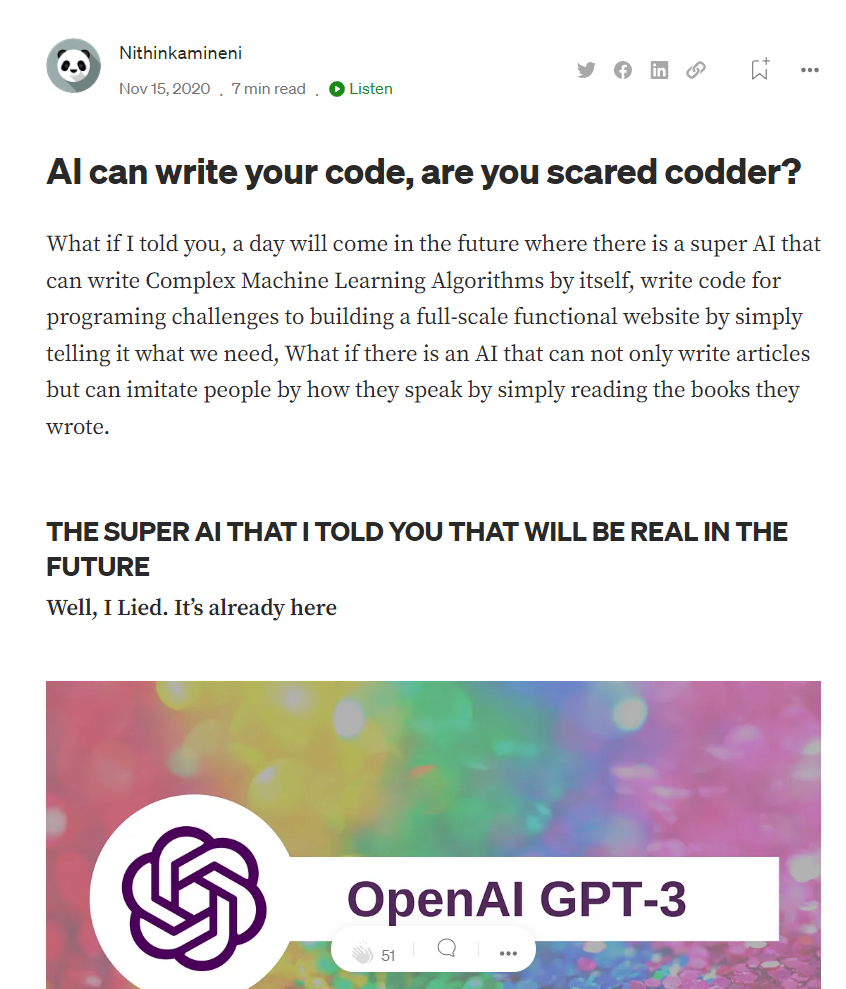 Nithinkamineni
Nov 15, 2020 . 7 min read . Listen
AI can write your code, are you scared codder?
What if I told you, a day will come in the future where there is a super AI that
can write Complex Machine Learning Algorithms by itself, write code for
programing challenges to building a full-scale functional website by simply
telling it what we need, What if there is an AI that can not only write articles
but can imitate people by how they speak by simply reading the books they
wrote.
THE SUPER AI THAT I TOLD YOU THAT WILL BE REAL IN THE
FUTURE
Well, I Lied. It’s already here
OpenAI GPT-3
51